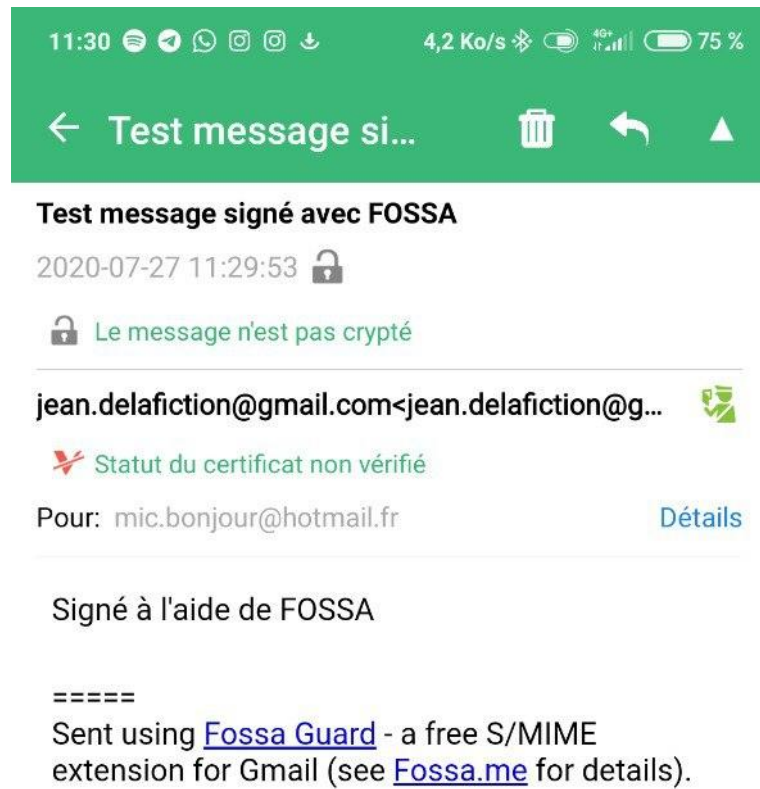 11:30 4,2 Ko/s 4G+ 75 %
Test message si...
Test message signé avec FOSSA
2020-07-27 11:29:53
Le message n'est pas crypté
jean.delafiction@gmail.com<jean.delafiction@g...
Statut du certificat non vérifié
Pour: mic.bonjour@hotmail.fr Détails
Signé à l'aide de FOSSA
=====
Sent using Fossa Guard - a free S/MIME
extension for Gmail (see Fossa.me for details).